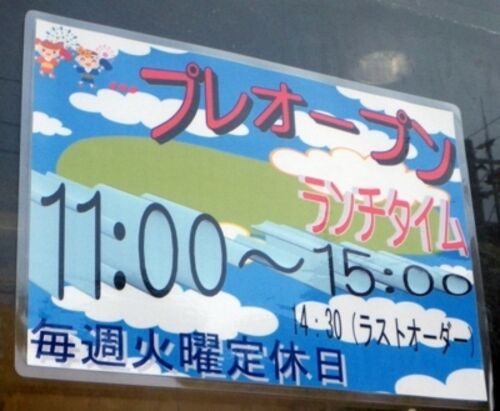 プレオープン
ランチタイム
11:00～15:00
14:30(ラストオーダー)
毎週火曜定休日